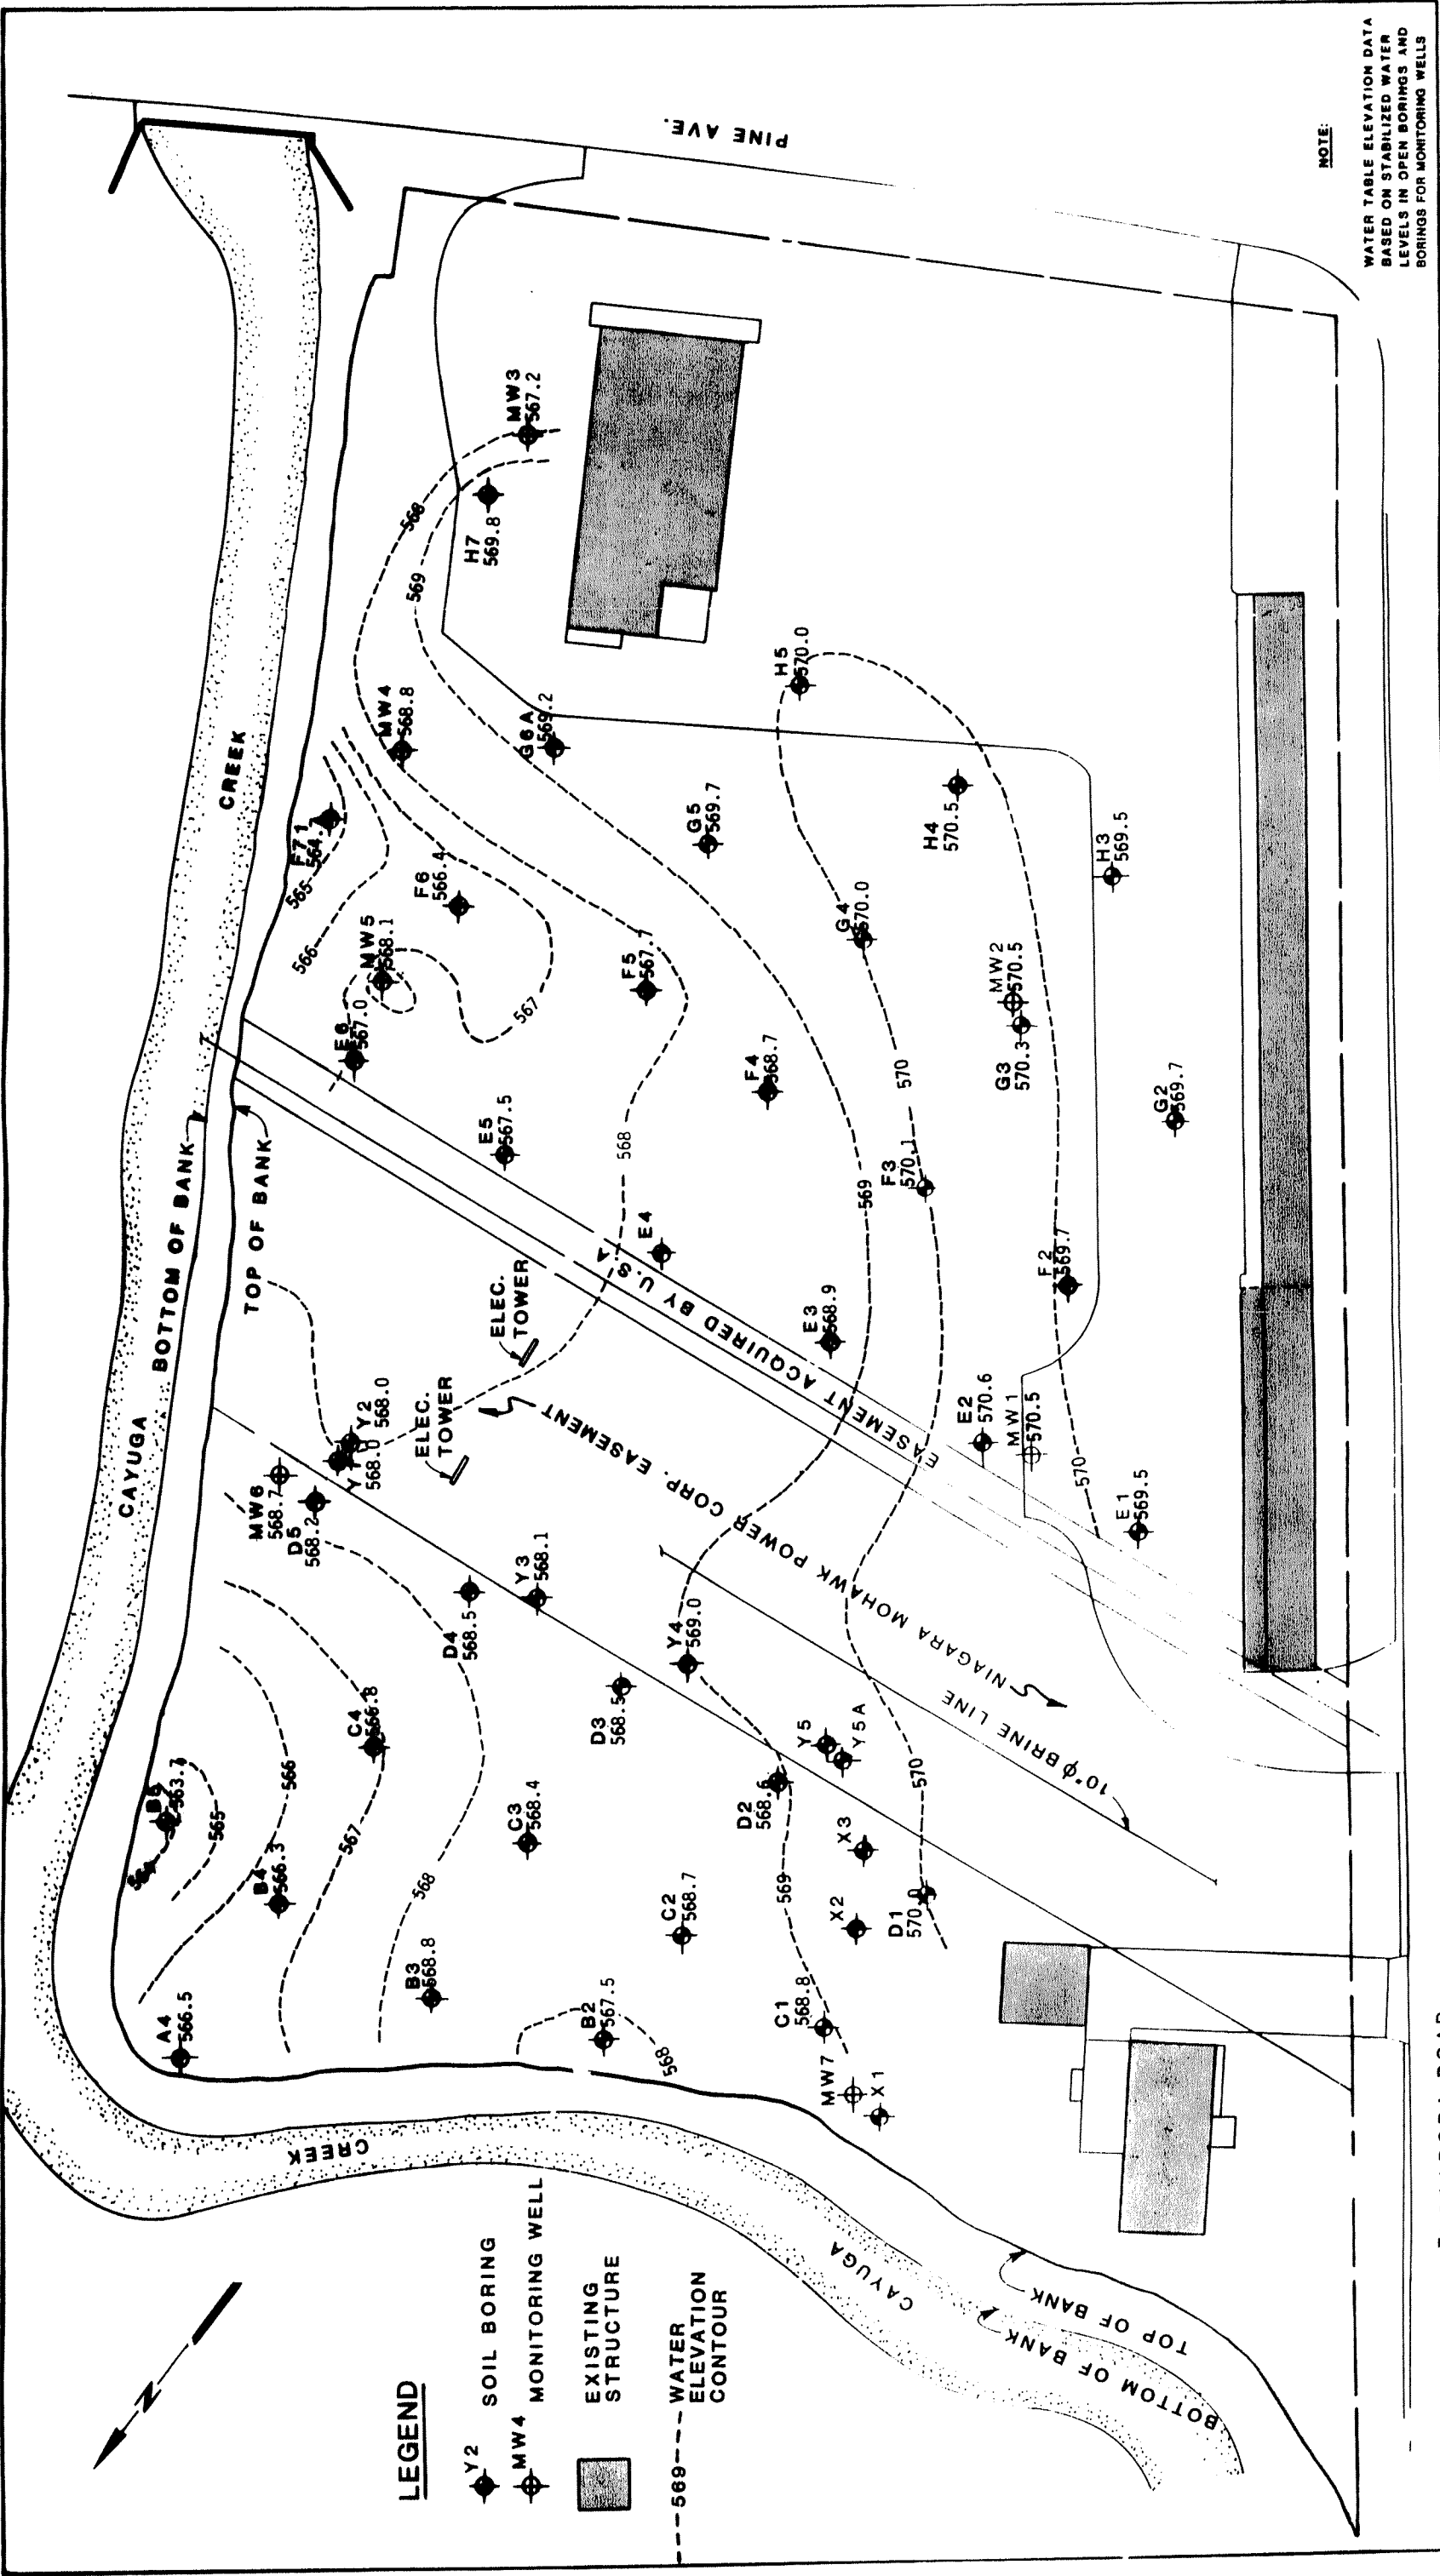 PINE AVE.
NOTE:
WATER TABLE ELEVATION DATA
BASED ON STABILIZED WATER
LEVELS IN OPEN BORINGS AND
BORINGS FOR MONITORING WELLS
CAYUGA
CREEK
BOTTOM OF BANK
TOP OF BANK
MW3
567.2
H7
569.8
568
569
MW4
568.8
G6A
569.2
H5
570.0
G5
569.7
H4
570.5
H3
569.5
565
566
F6
566.4
MW5
568.1
E6
567.0
567
F5
567.7
G4
570.0
MW2
570.5
G3
570.3
F4
568.7
570
G2
569.7
E5
567.5
568
F3
570.1
569
E4
F2
569.7
E3
568.9
EASEMENT ACQUIRED BY U.S.A
ELEC.
TOWER
ELEC.
TOWER
E2
570.6
MW1
570.5
570
E1
569.5
Y2
568.0
568.0
MW6
568.7
D5
568.2
NIAGARA MOHAWK POWER CORP. EASEMENT
Y3
568.1
D4
568.5
Y4
569.0
D3
568.5
10"ϕ BRINE LINE
C4
566.8
Y5
Y5A
570
D2
568.6
X3
C3
568.4
563.7
565
566
567
568
B4
566.3
C2
568.7
569
X2
D1
570.0
B3
568.8
A4
566.5
B2
567.5
568
C1
568.8
MW7
X1
CREEK
CAYUGA
TOP OF BANK
BOTTOM OF BANK
N
LEGEND
Y2
SOIL BORING
MW4
MONITORING WELL
EXISTING
STRUCTURE
569
WATER
ELEVATION
CONTOUR